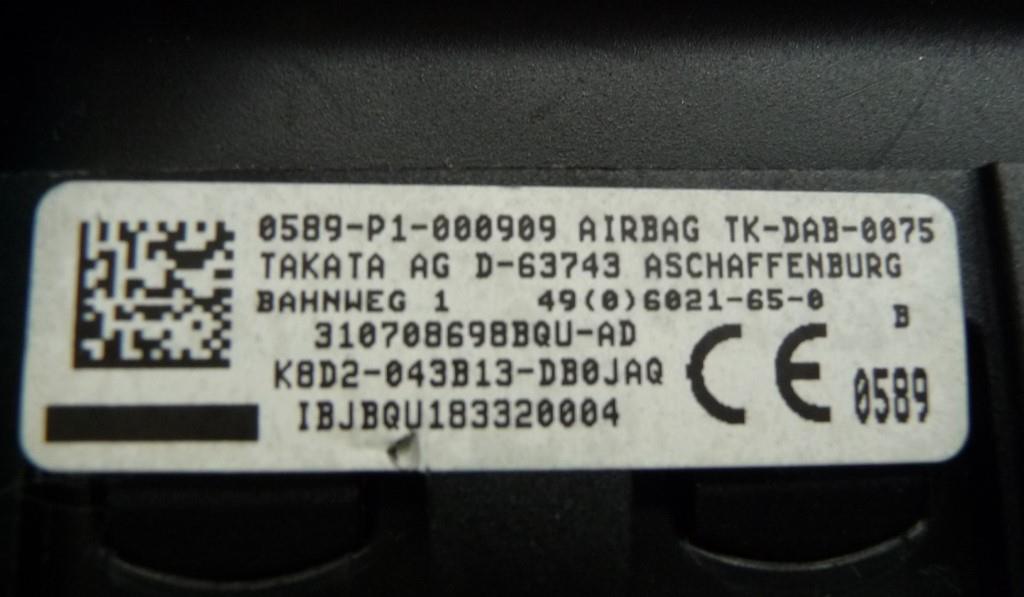 0589-P1-000909 AIRBAG TK-DAB-0075
TAKATA AG D-63743 ASCHAFFENBURG
BAHNWEG 1 49(0)6021-65-0
B
310708698BQU-AD
K8D2-043B13-DB0JAQ
IBJBQU183320004
CE
0589